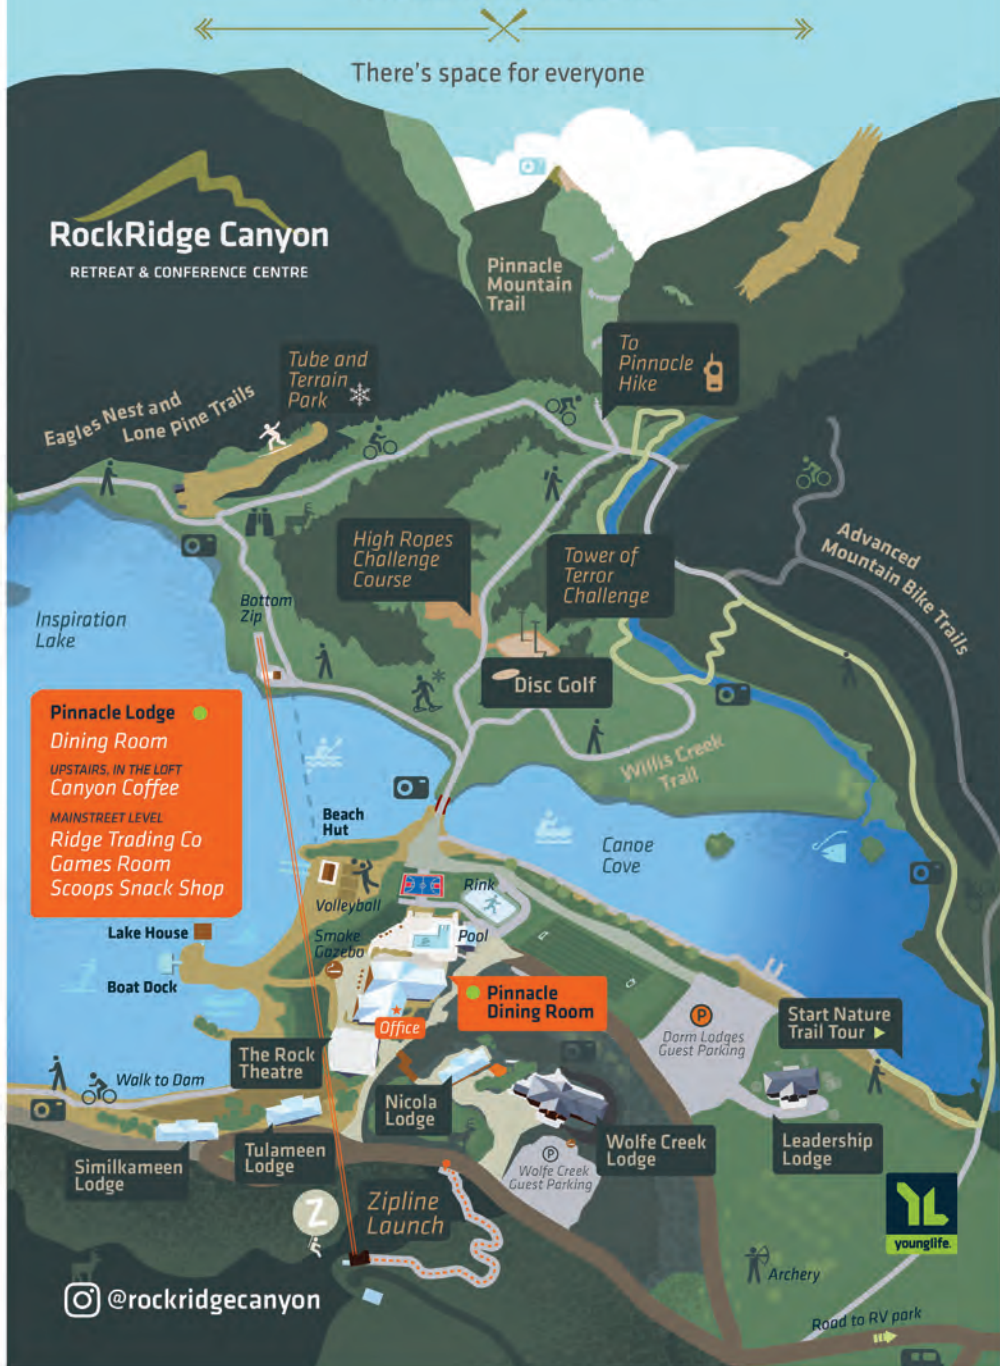 There's space for everyone
RockRidge Canyon
RETREAT & CONFERENCE CENTRE
Pinnacle
Mountain
Trail
To
Pinnacle
Hike
Tube and
Terrain
Park
Eagles Nest and
Lone Pine Trails
High Ropes
Challenge
Course
Tower of
Terror
Challenge
Advanced
Mountain Bike Trails
Inspiration
Lake
Bottom
Zip
Disc Golf
Willis Creek
Trail
Pinnacle Lodge
Dining Room
UPSTAIRS, IN THE LOFT
Canyon Coffee
MAINSTREET LEVEL
Ridge Trading Co
Games Room
Scoops Snack Shop
Beach
Hut
Canoe
Cove
Volleyball
Rink
Lake House
Smoke
Gazebo
Pool
Boat Dock
Pinnacle
Dining Room
Office
P
Dorm Lodges
Guest Parking
Start Nature
Trail Tour
The Rock
Theatre
Walk to Dam
Nicola
Lodge
Similkameen
Lodge
Tulameen
Lodge
P
Wolfe Creek
Guest Parking
Wolfe Creek
Lodge
Leadership
Lodge
Z
Zipline
Launch
YL
younglife.
Archery
@rockridgecanyon
Road to RV park